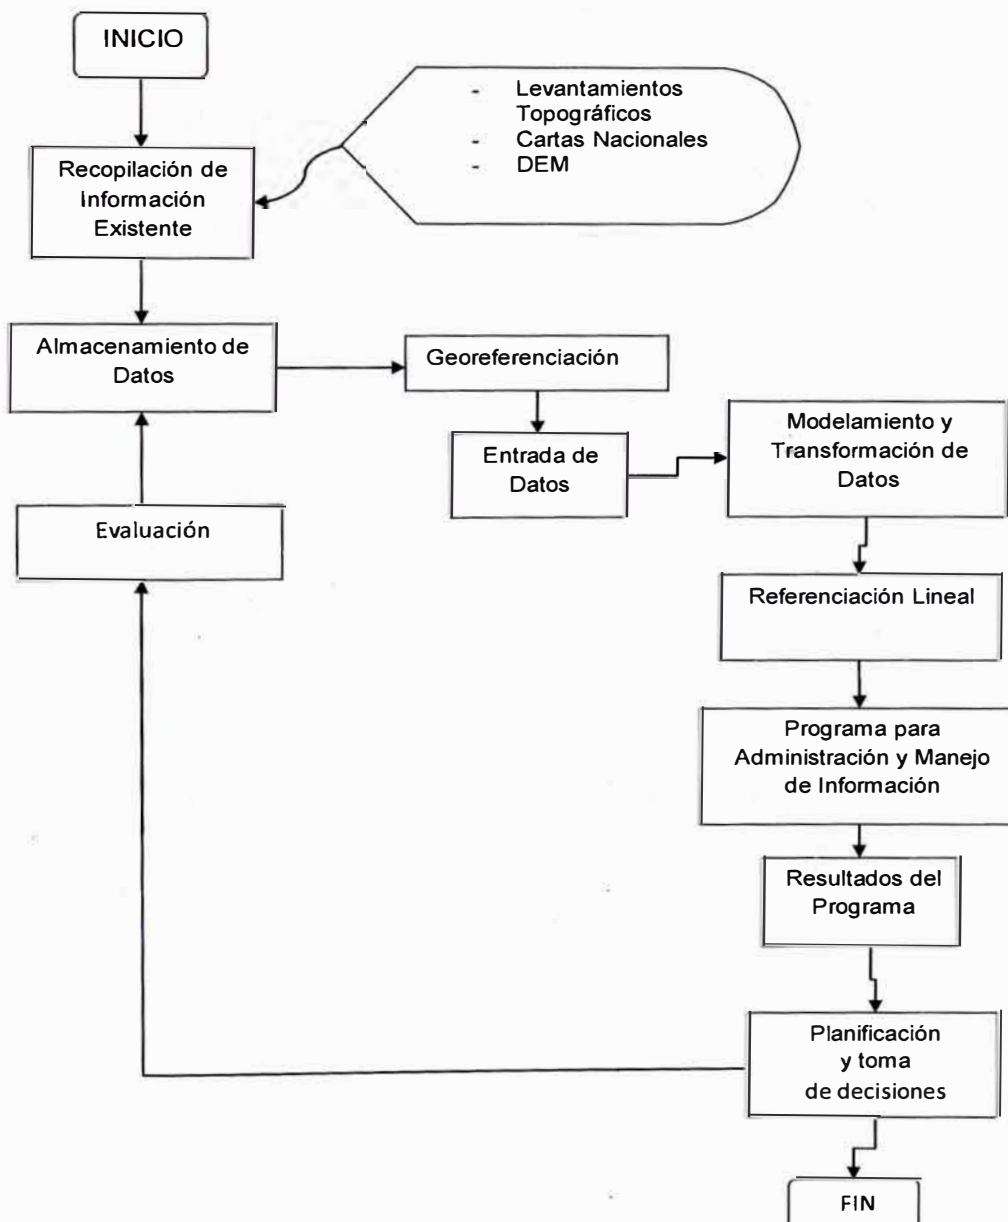 INICIO
- Levantamientos
Topográficos
- Cartas Nacionales
- DEM
Recopilación de
Información
Existente
Almacenamiento de
Datos
Georeferenciación
Entrada de
Datos
Modelamiento y
Transformación de
Datos
Evaluación
Referenciación Lineal
Programa para
Administración y Manejo
de Información
Resultados del
Programa
Planificación
y toma
de decisiones
FIN